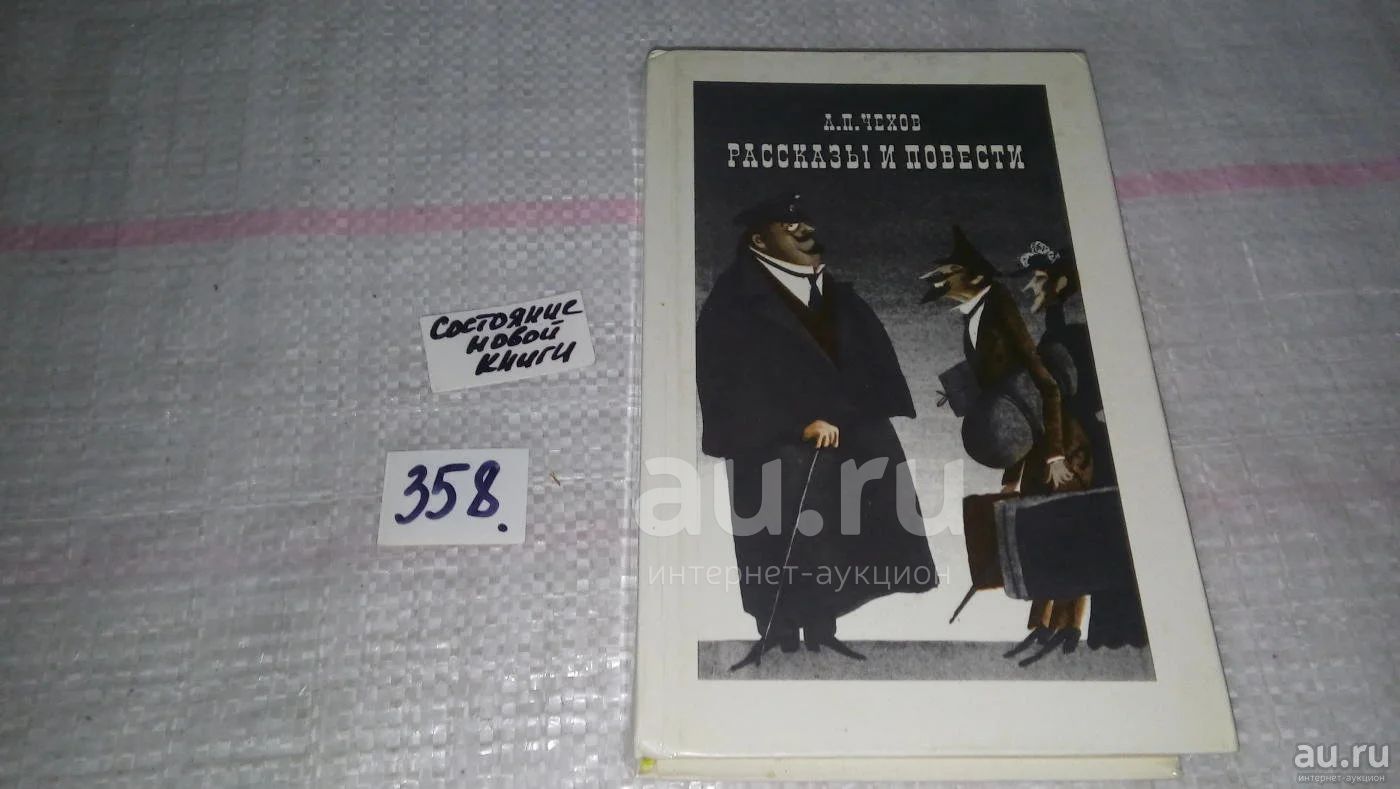 А.П.ЧЕХОВ
РАССКАЗЫ И ПОВЕСТИ
Состояние
новой
книги
358.
au.ru
интернет-аукцион
au.ru
интернет-аукцион